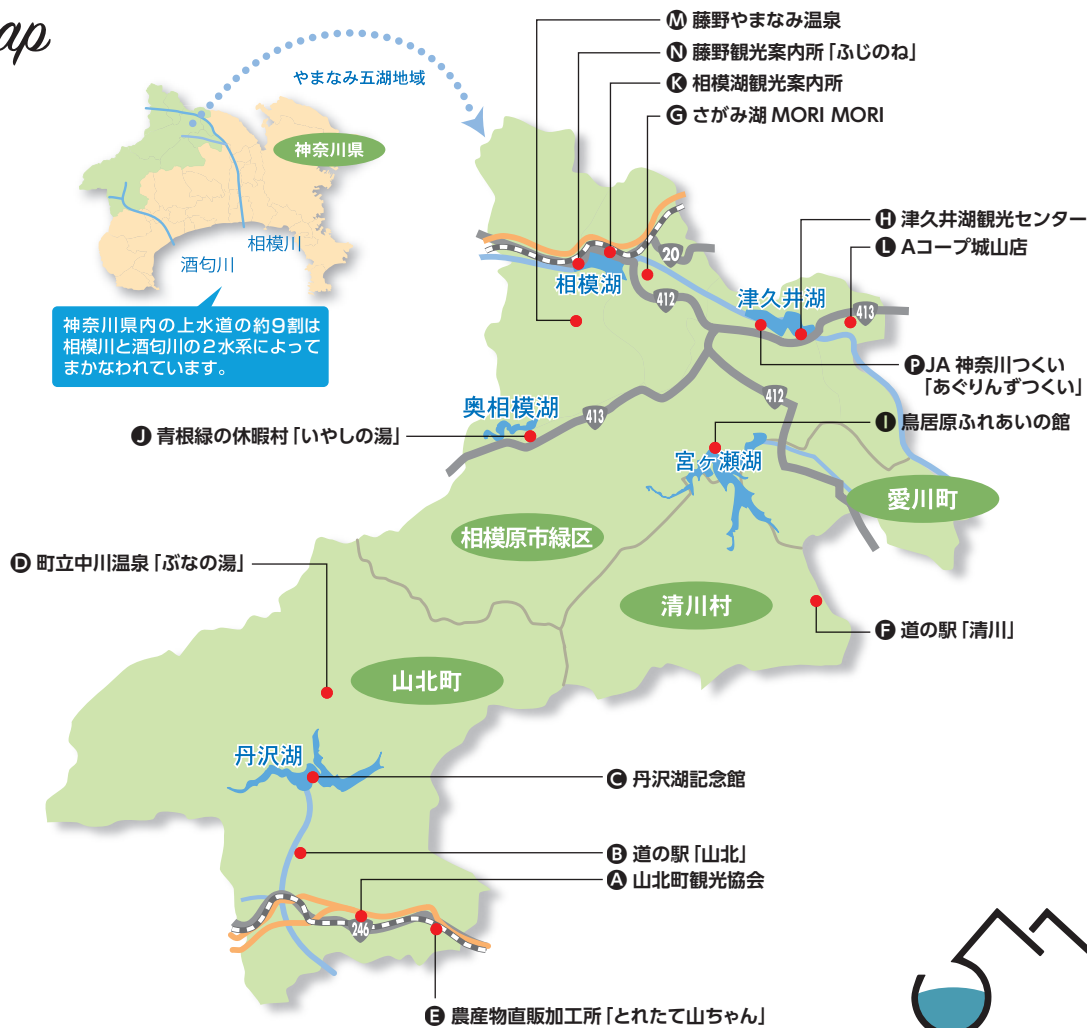 ap
やまなみ五湖地域
神奈川県
相模川
酒匂川
神奈川県内の上水道の約9割は
相模川と酒匂川の2水系によって
まかなわれています。
M 藤野やまなみ温泉
N 藤野観光案内所「ふじのね」
K 相模湖観光案内所
G さがみ湖 MORI MORI
H 津久井湖観光センター
L Aコープ城山店
20
相模湖
412
津久井湖
413
P JA 神奈川つくい
「あぐりんずつくい」
412
奥相模湖
413
J 青根緑の休暇村「いやしの湯」
I 鳥居原ふれあいの館
宮ヶ瀬湖
愛川町
相模原市緑区
D 町立中川温泉「ぶなの湯」
清川村
F 道の駅「清川」
山北町
丹沢湖
C 丹沢湖記念館
B 道の駅「山北」
A 山北町観光協会
246
E 農産物直販加工所「とれたて山ちゃん」